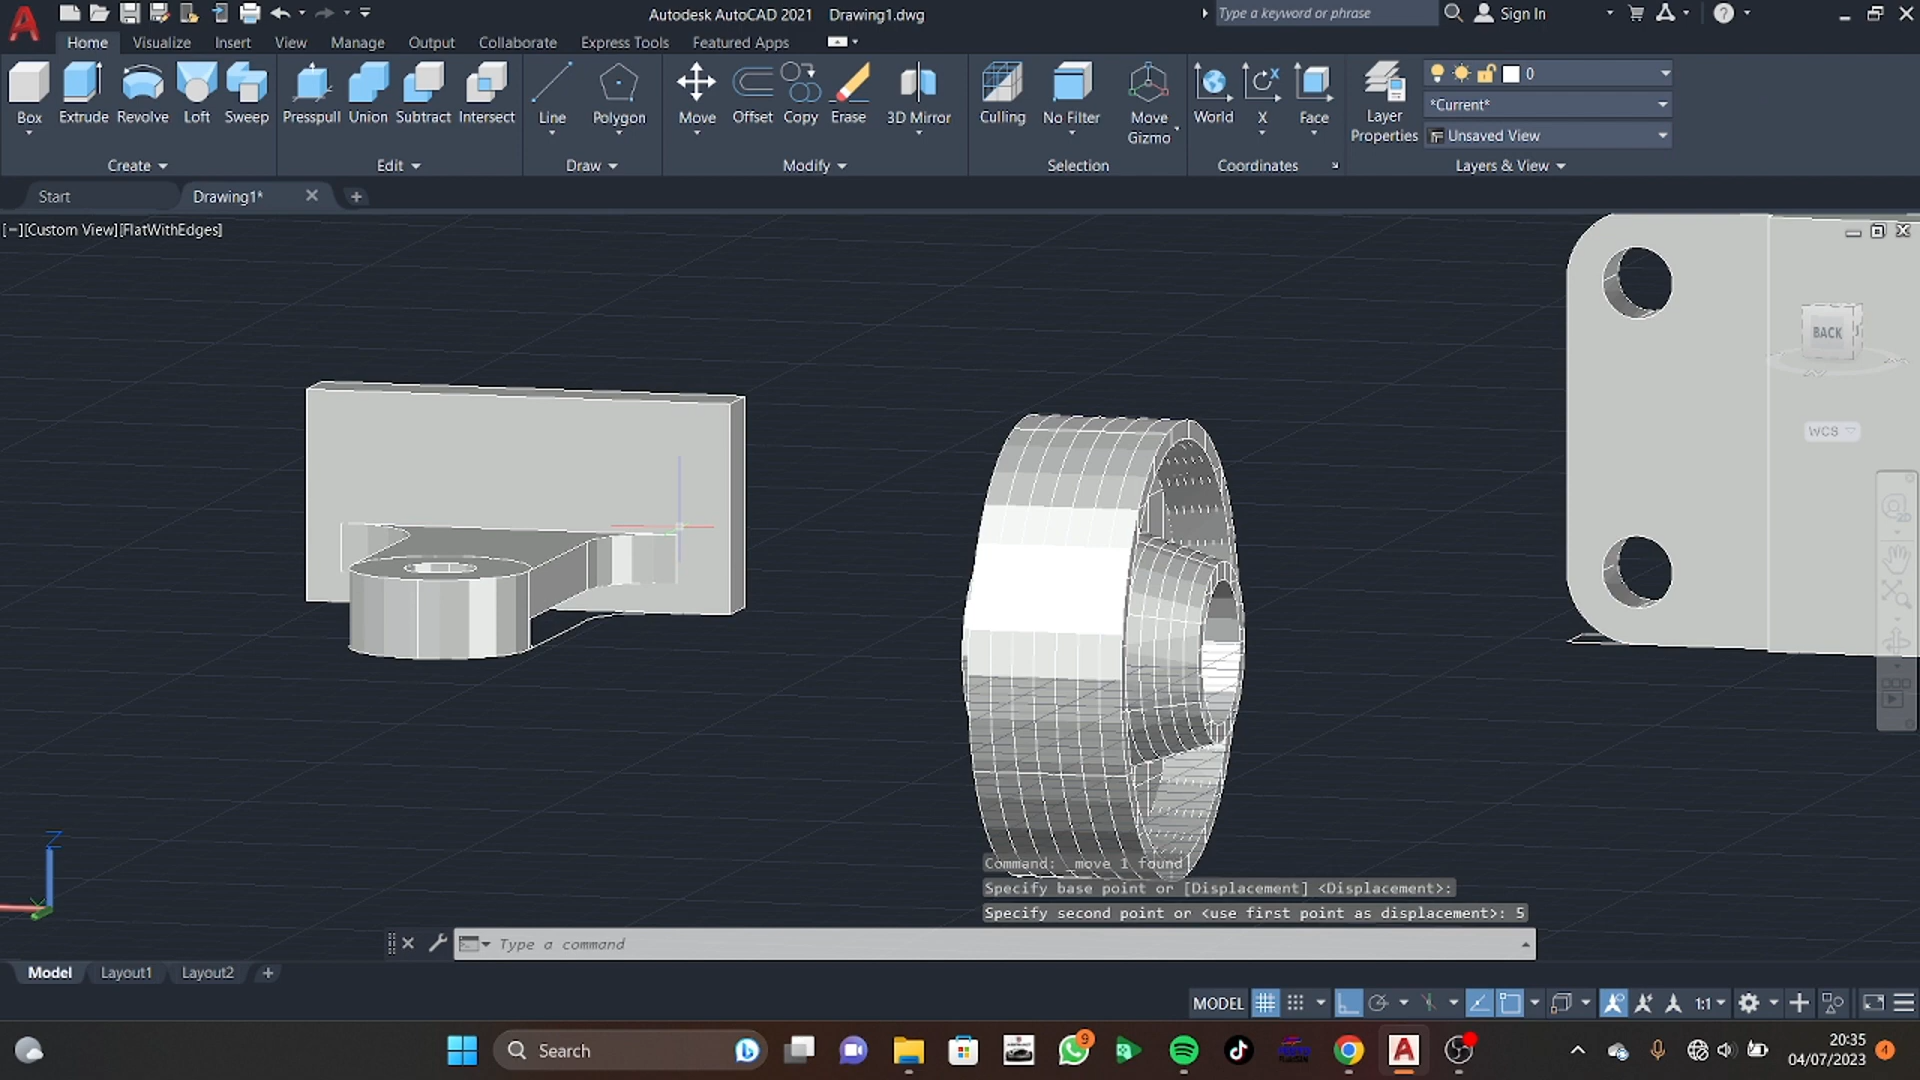 Autodesk AutoCAD 2021 Drawing1.dwg
Type a keyword or phrase
Sign In
Home Visualize Insert View Manage Output Collaborate Express Tools Featured Apps
Box Extrude Revolve Loft Sweep
Presspull Union Subtract Intersect
Line Polygon
Move Offset Copy Erase 3D Mirror
Culling No Filter Move Gizmo
World X Face
Layer Properties
0
*Current*
Unsaved View
Create Edit Draw Modify Selection Coordinates Layers & View
Start Drawing1*
[−][Custom View][FlatWithEdges]
BACK
WCS
Z
Command: _move 1 found
Specify base point or [Displacement] <Displacement>:
Specify second point or <use first point as displacement>: 5
Type a command
Model Layout1 Layout2
MODEL
1:1
Search
9
20:35
04/07/2023
4